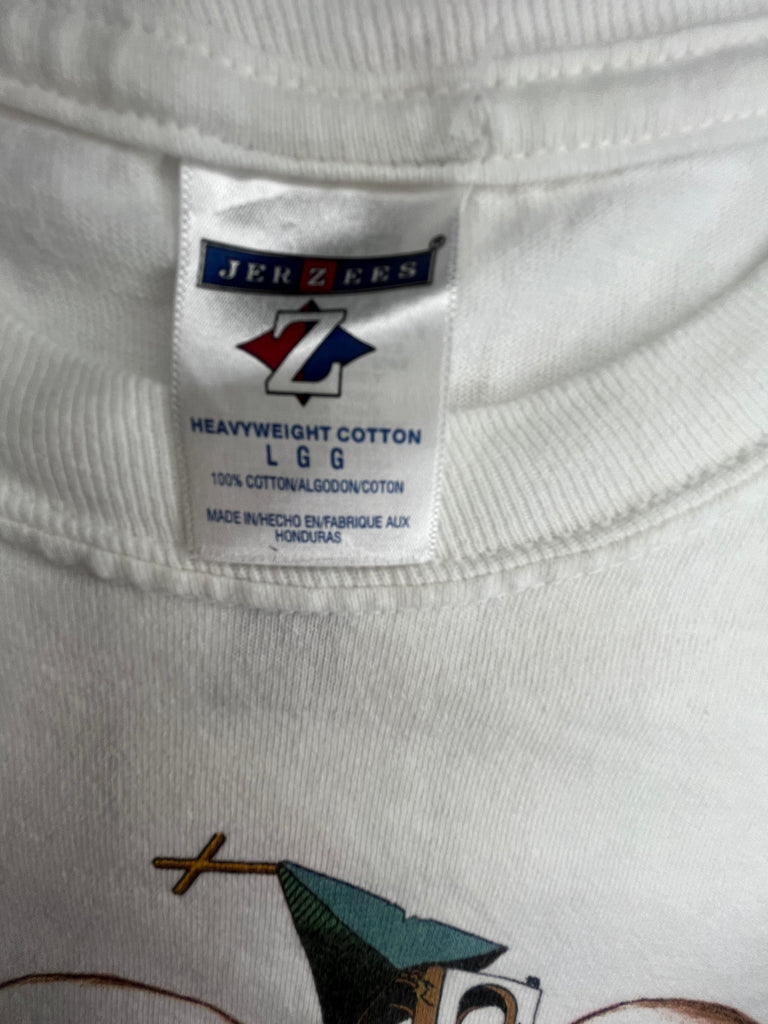 JERZEES®
Z
HEAVYWEIGHT COTTON
L G G
100% COTTON/ALGODON/COTON
MADE IN/HECHO EN/FABRIQUE AUX
HONDURAS